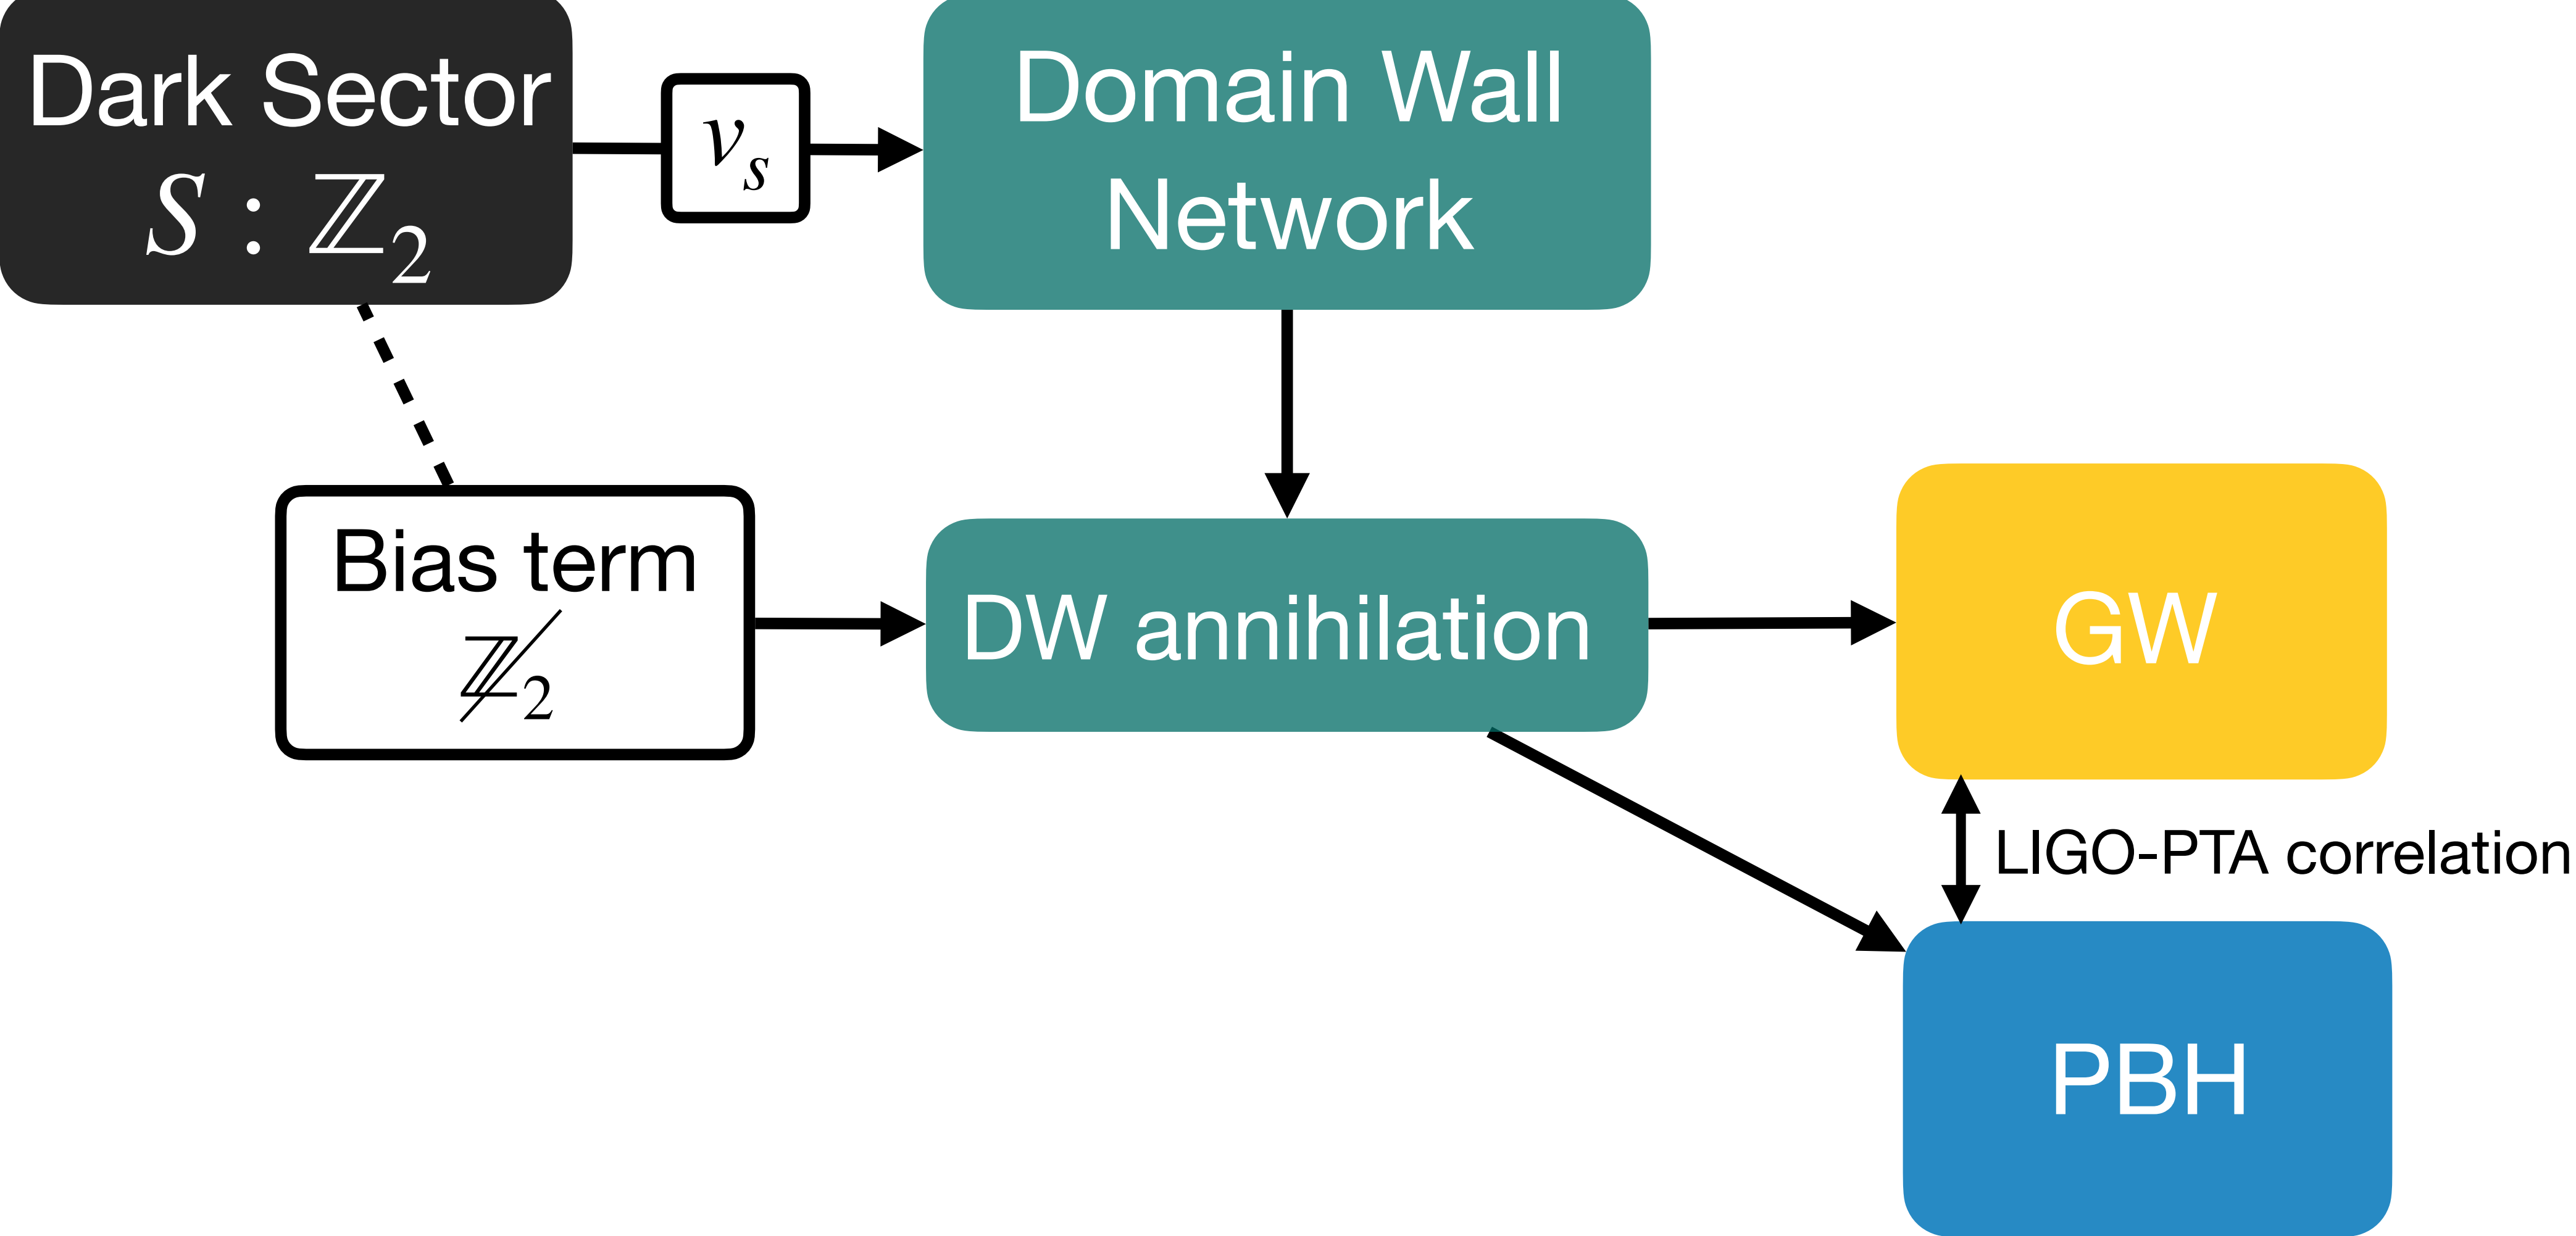 Dark Sector
S : ℤ₂
vₛ
Domain Wall
Network
Bias term
ℤ̸₂
DW annihilation
GW
LIGO-PTA correlation
PBH